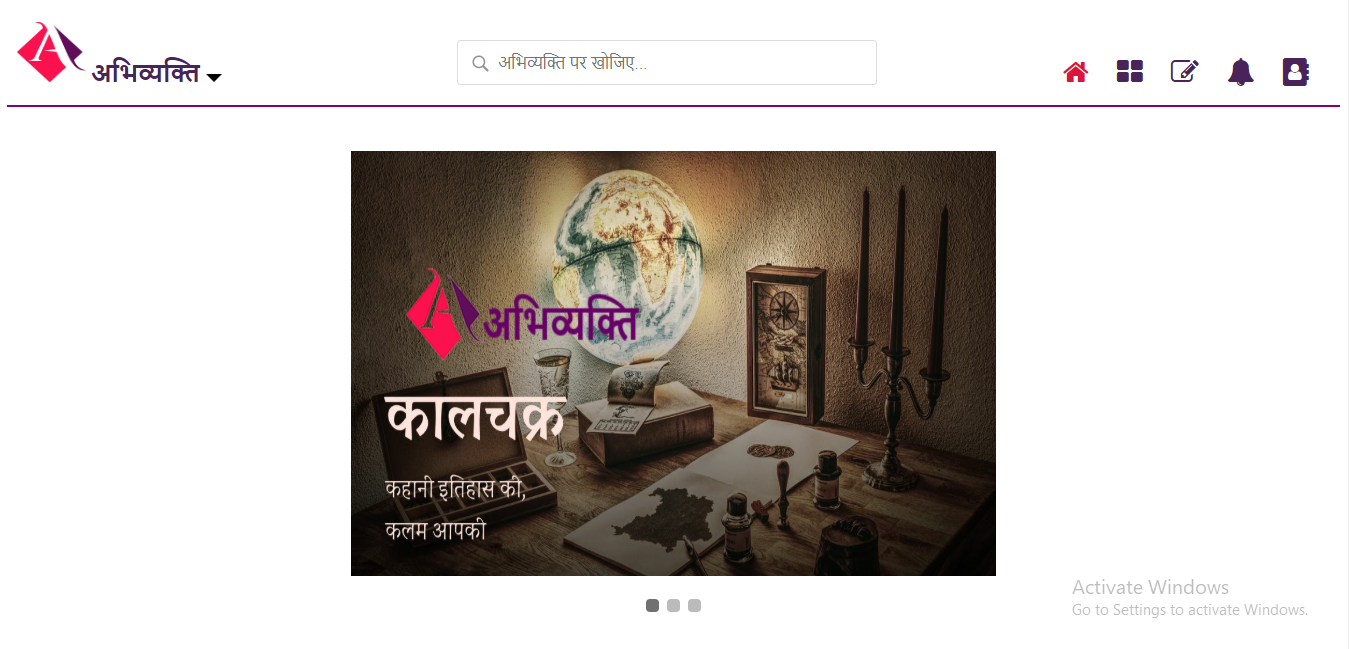 अभिव्यक्ति
अभिव्यक्ति पर खोजिए...
अभिव्यक्ति
कालचक्र
कहानी इतिहास की,
कलम आपकी
Activate Windows
Go to Settings to activate Windows.